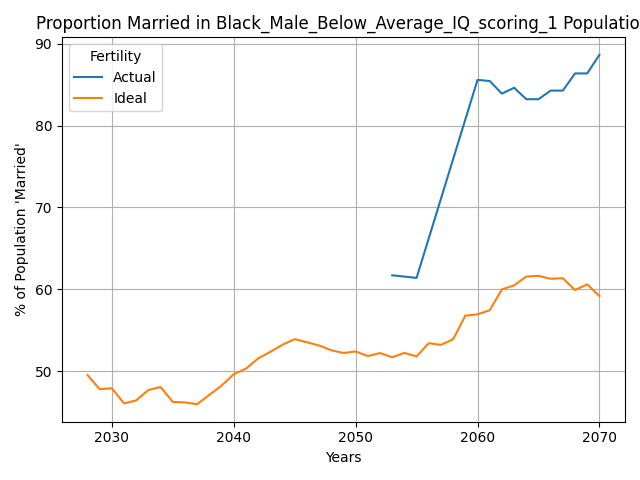 Proportion Married in Black_Male_Below_Average_IQ_scoring_1 Populatio
Fertility
Actual
Ideal
90
80
70
60
50
% of Population 'Married'
2030 2040 2050 2060 2070
Years